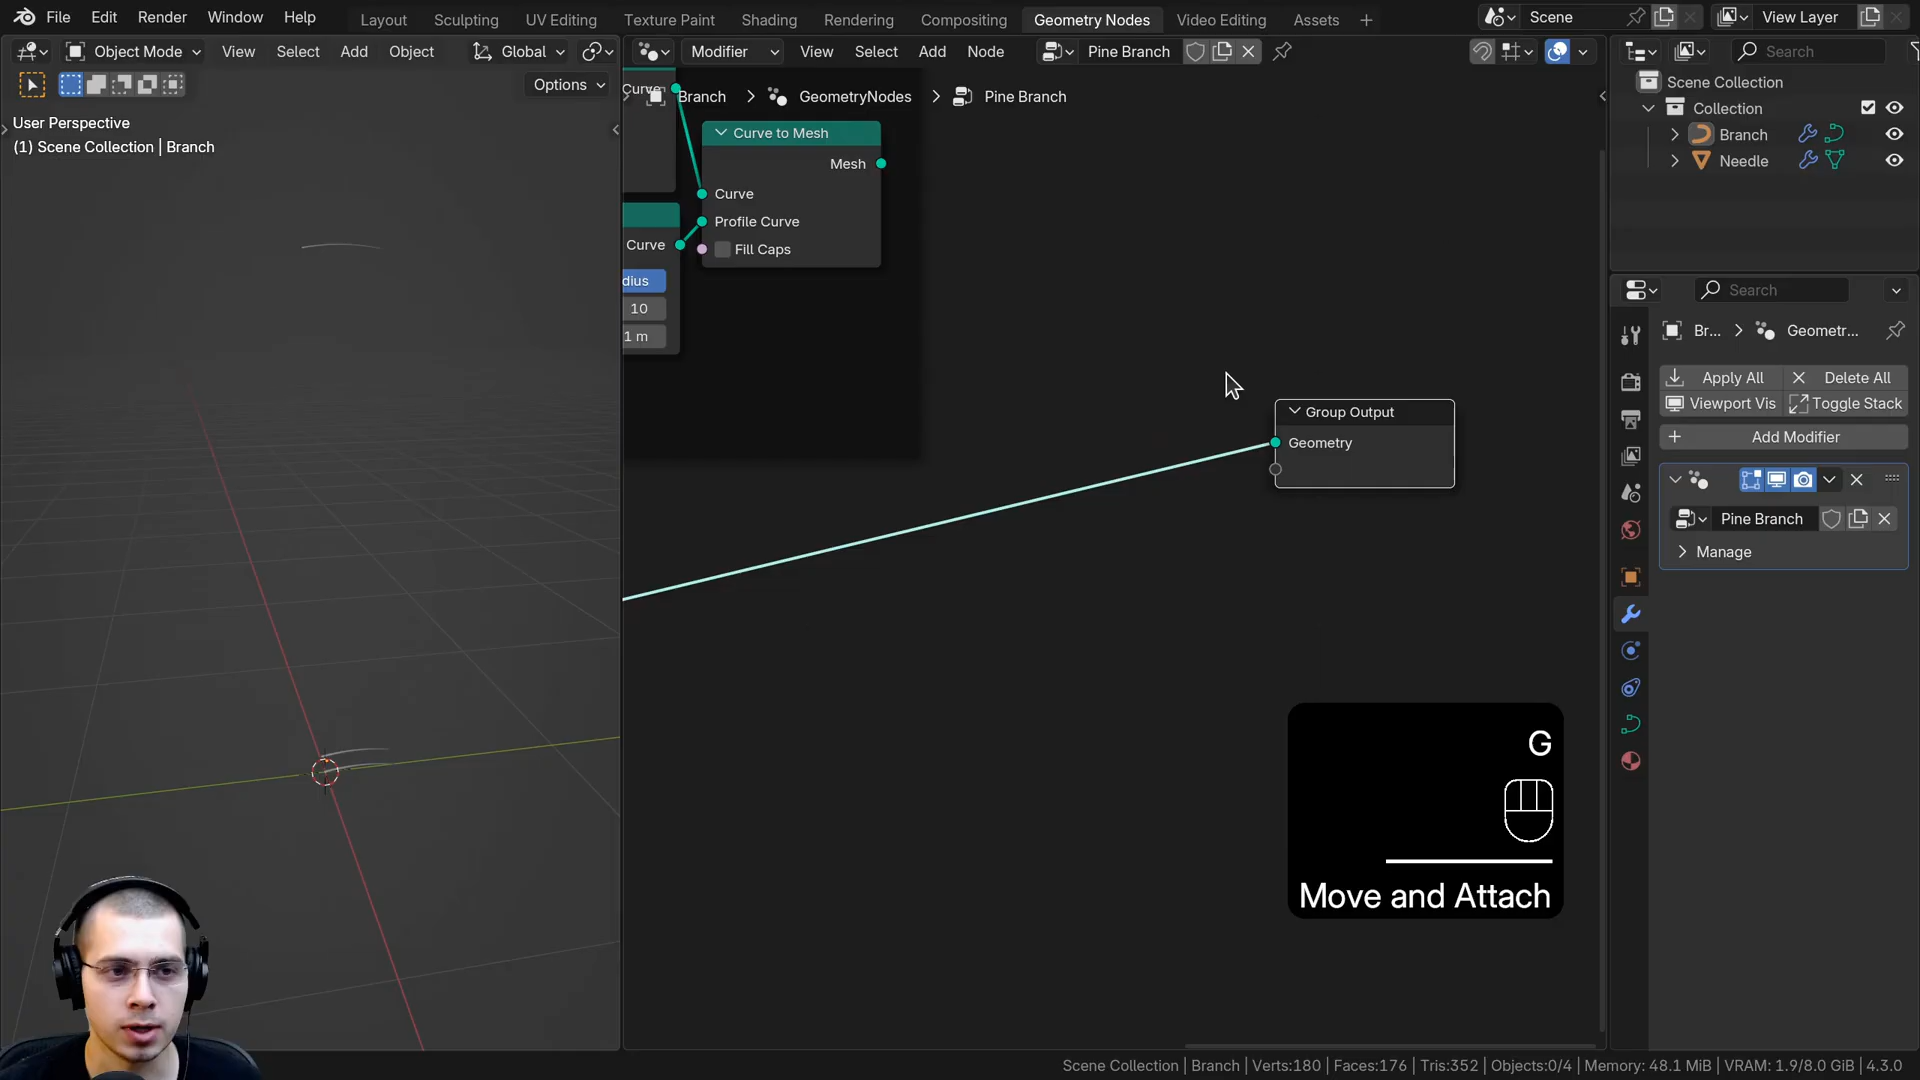 File Edit Render Window Help Layout Sculpting UV Editing Texture Paint Shading Rendering Compositing Geometry Nodes Video Editing Assets + Scene View Layer
Object Mode View Select Add Object Global Modifier View Select Add Node Pine Branch Search
Options
User Perspective
(1) Scene Collection | Branch
Branch > GeometryNodes > Pine Branch
Curve
Curve to Mesh
Mesh
Curve
Profile Curve
Curve
Fill Caps
dius
10
1 m
Group Output
Geometry
G
Move and Attach
Scene Collection
Collection
Branch
Needle
Search
Br... > Geometr...
Apply All Delete All
Viewport Vis Toggle Stack
Add Modifier
Pine Branch
Manage
Scene Collection | Branch | Verts:180 | Faces:176 | Tris:352 | Objects:0/4 | Memory: 48.1 MiB | VRAM: 1.9/8.0 GiB | 4.3.0